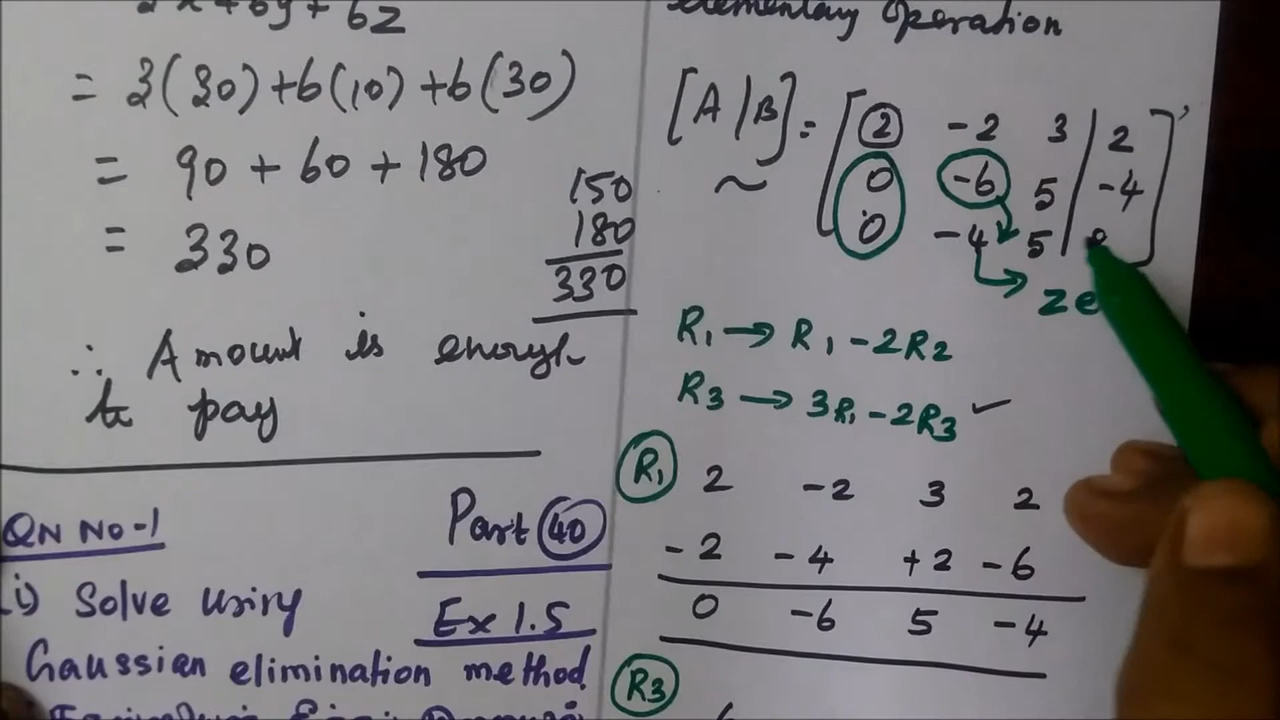 = 3(30)+6(10)+6(30)
= 90 + 60 + 180
= 330
150
180
330
∴ Amount is enough
to pay
QN NO-1
Part 40
i) Solve using
Ex 1.5
Gaussian elimination method
elementary operation
[A|B] = [2 -2 3 | 2]
~ 0 -6 5 | -4
0 -4 5 |
R1 → R1 - 2R2
R3 → 3R1 - 2R3 ✓
R1 2 -2 3 2
-2 -4 +2 -6
0 -6 5 -4
R3